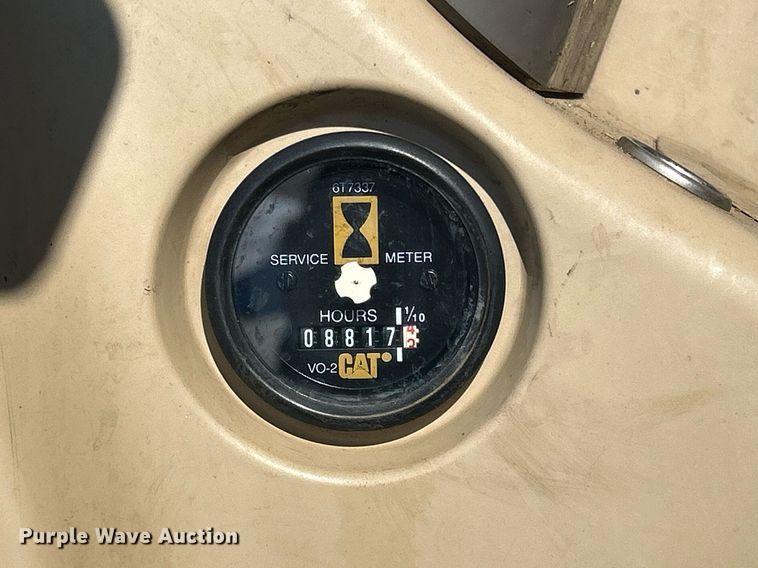 6T7337
SERVICE METER
HOURS 1/10
08817
VO-2 CAT
Purple Wave Auction